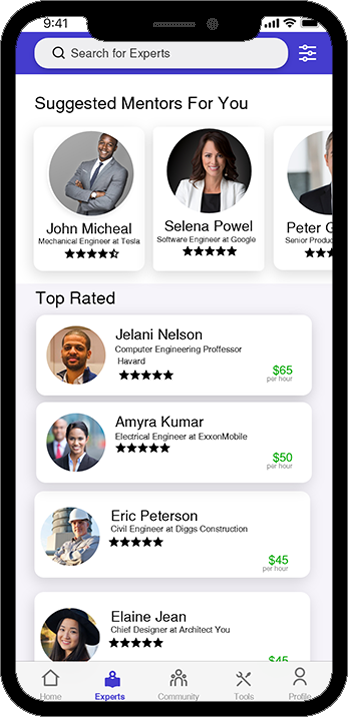 9:41
Search for Experts
Suggested Mentors For You
John Micheal
Mechanical Engineer at Tesla
Selena Powel
Software Engineer at Google
Peter G
Senior Produc
Top Rated
Jelani Nelson
Computer Engineering Proffessor
Havard
$65
per hour
Amyra Kumar
Electrical Engineer at ExxonMobile
$50
per hour
Eric Peterson
Civil Engineer at Diggs Construction
$45
per hour
Elaine Jean
Chief Designer at Architect You
$45
Home
Experts
Community
Tools
Profile